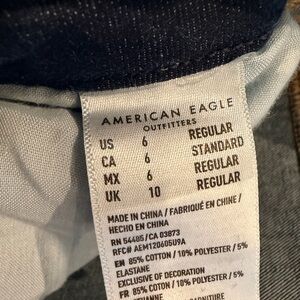 AMERICAN EAGLE
OUTFITTERS
US 6 REGULAR
CA 6 STANDARD
MX 6 REGULAR
UK 10 REGULAR
MADE IN CHINA / FABRIQUÉ EN CHINE /
HECHO EN CHINA
RN 54485/CA 03873
RFC# AEM120605U9A
EN 85% COTTON / 10% POLYESTER / 5%
ELASTANE
EXCLUSIVE OF DECORATION
FR 85% COTON / 10% POLYESTER / 5%